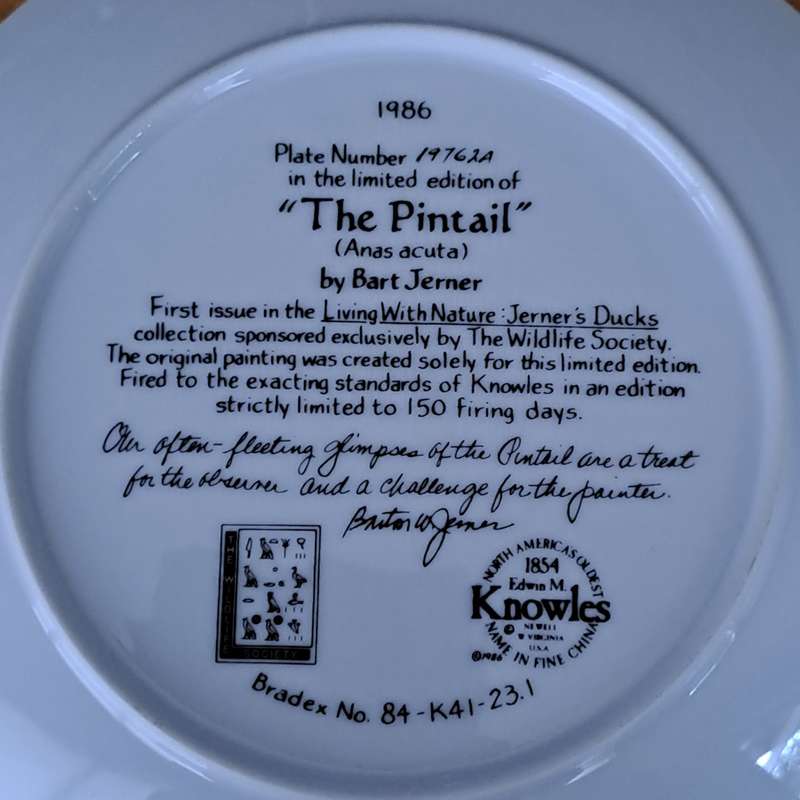 1986
Plate Number 19762A
in the limited edition of
"The Pintail"
(Anas acuta)
by Bart Jerner
First issue in the Living With Nature: Jerner's Ducks
collection sponsored exclusively by The Wildlife Society.
The original painting was created solely for this limited edition.
Fired to the exacting standards of Knowles in an edition
strictly limited to 150 firing days.
Our often-fleeting glimpses of the Pintail are a treat
for the observer and a challenge for the painter.
Barton W. Jerner
THE WILDLIFE
SOCIETY
NORTH AMERICA'S OLDEST
1854
Edwin M.
Knowles
©
NEWELL
W VIRGINIA
U.S.A.
NAME IN FINE CHINA
©1986
Bradex No. 84-K41-23.1